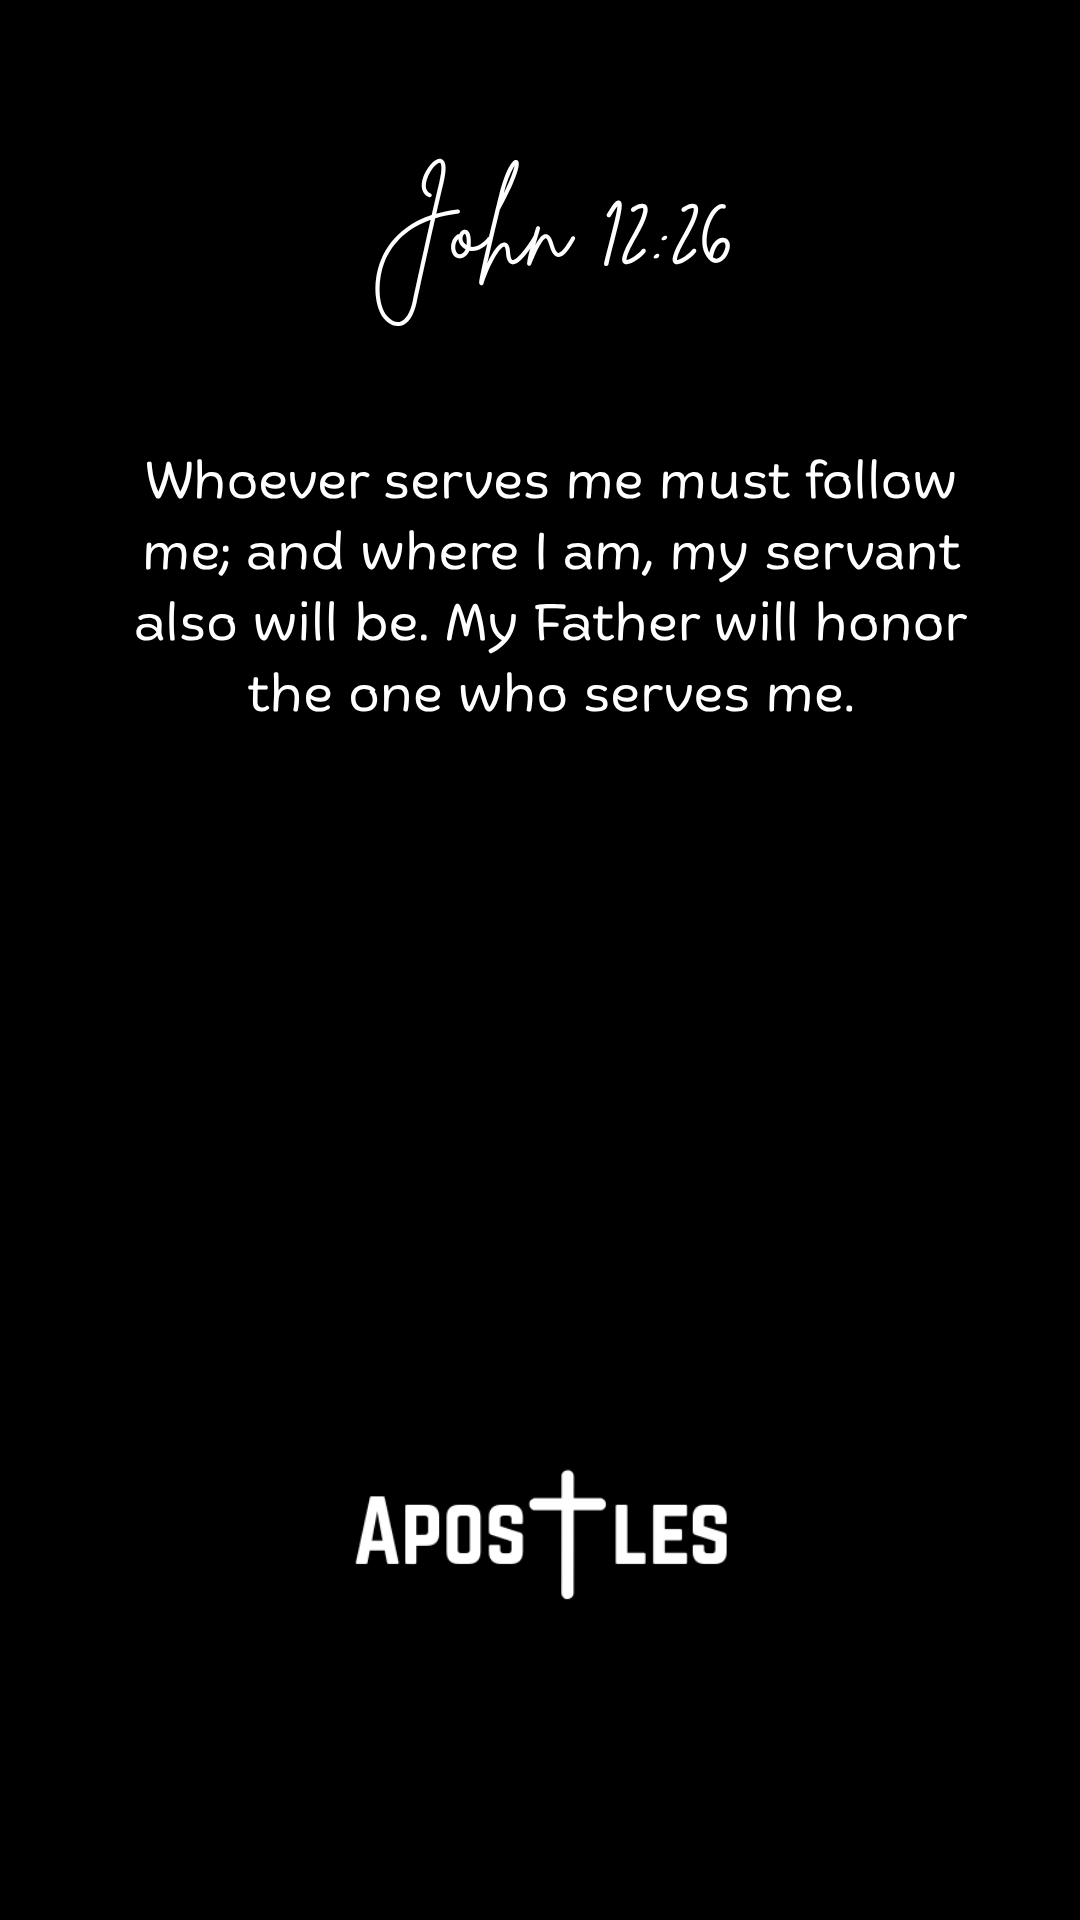 John 12:26
Whoever serves me must follow
me; and where I am, my servant
also will be. My Father will honor
the one who serves me.
APOSTLES